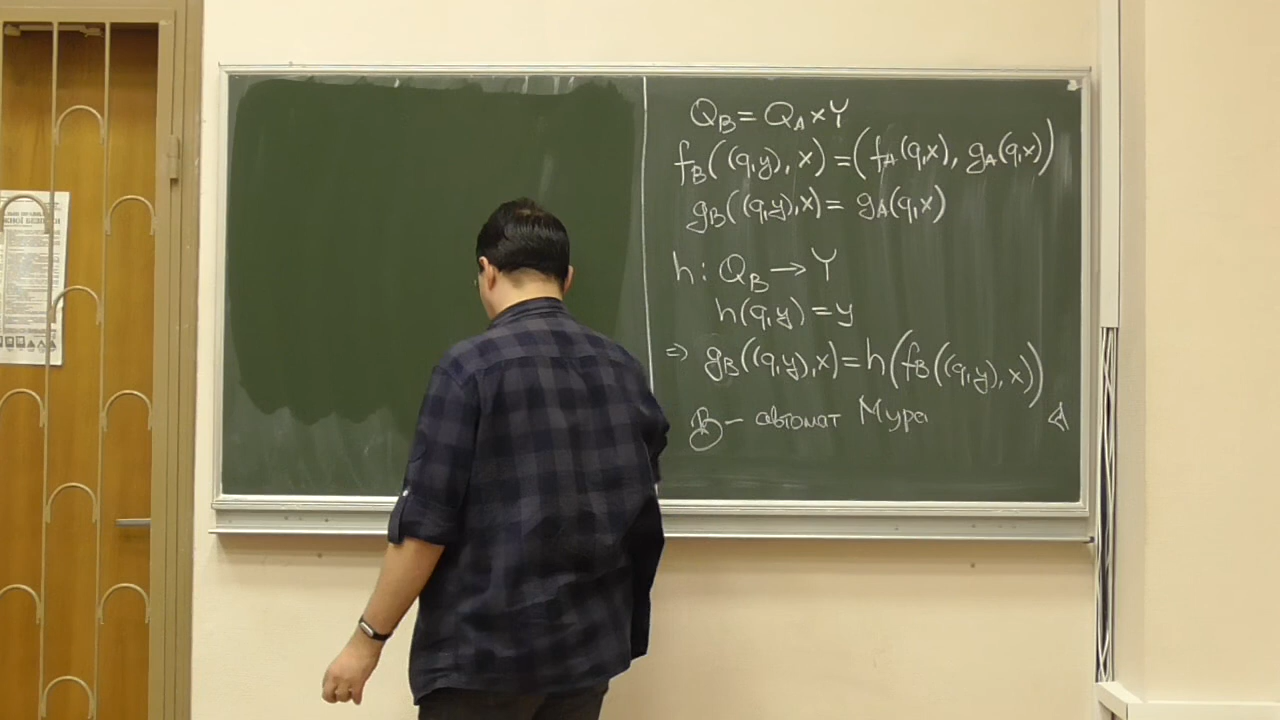 Q_B = Q_A × Y
f_B((q,y), x) = (f_A(q,x), g_A(q,x))
g_B((q,y),x) = g_A(q,x)
h: Q_B → Y
h(q,y) = y
⇒ g_B((q,y),x) = h(f_B((q,y), x))
B – автомат Мура ◁